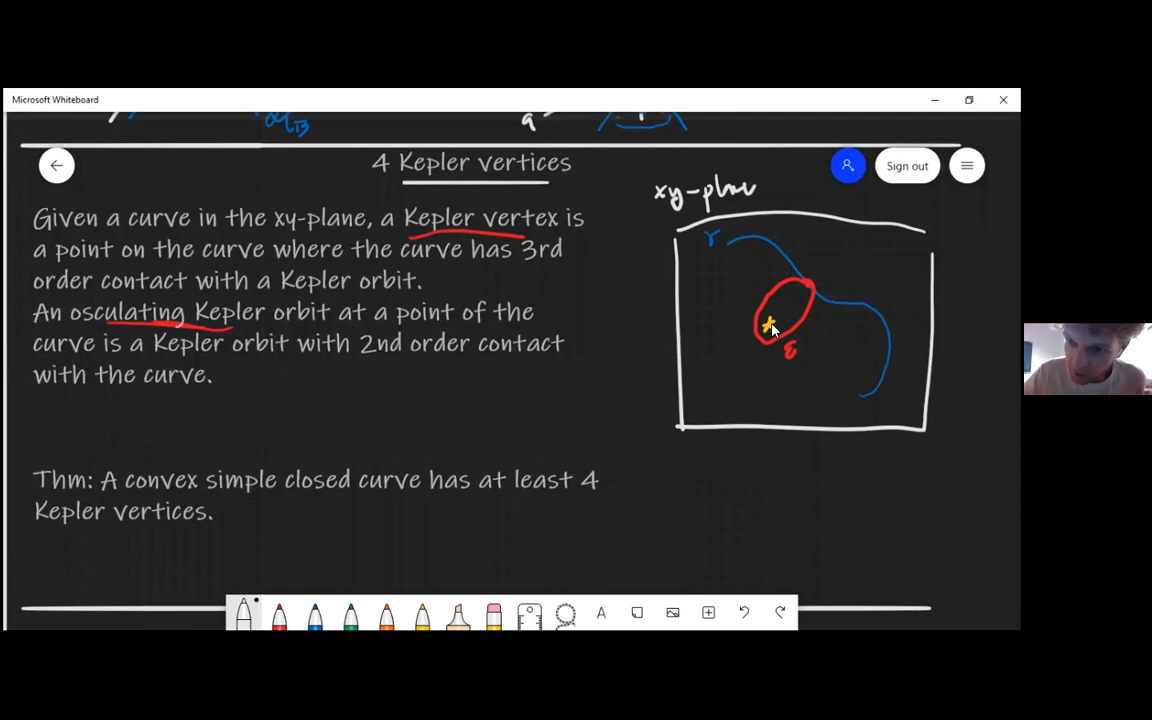 Microsoft Whiteboard
4 Kepler vertices
Sign out
xy-plane
Given a curve in the xy-plane, a Kepler vertex is
a point on the curve where the curve has 3rd
order contact with a Kepler orbit.
An osculating Kepler orbit at a point of the
curve is a Kepler orbit with 2nd order contact
with the curve.
Thm: A convex simple closed curve has at least 4
Kepler vertices.
A